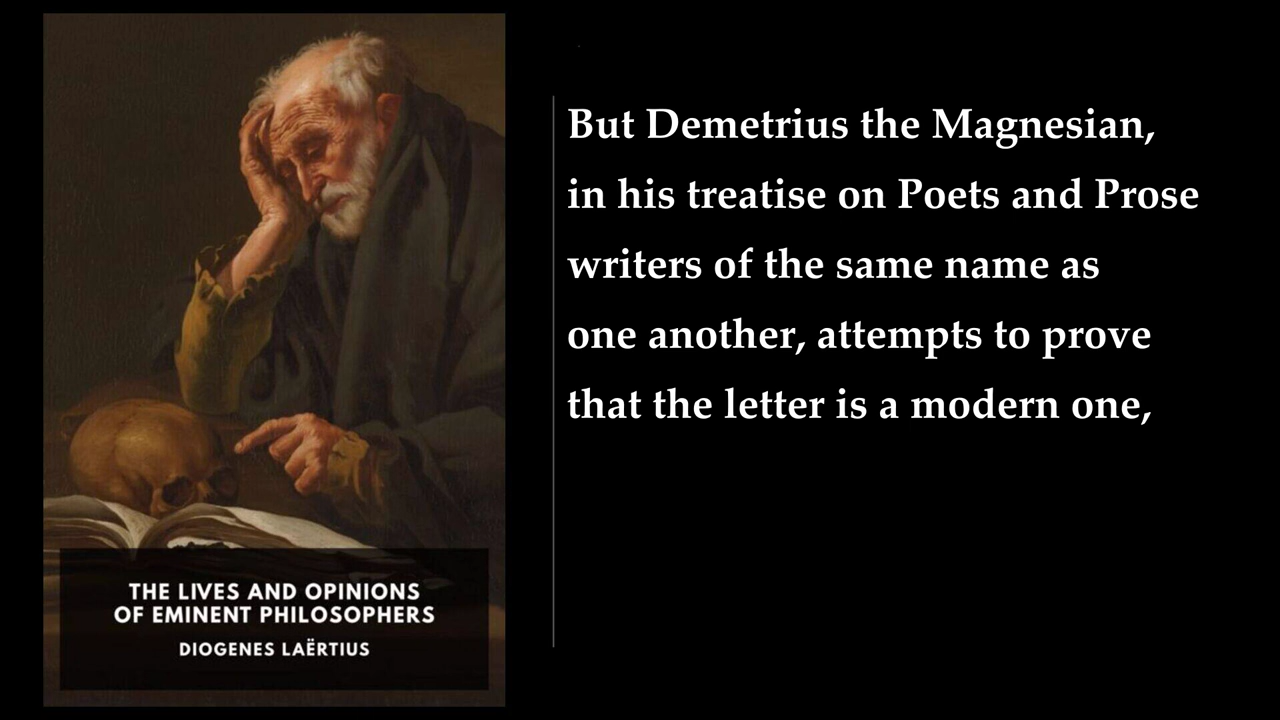 THE LIVES AND OPINIONS
OF EMINENT PHILOSOPHERS
DIOGENES LAËRTIUS
But Demetrius the Magnesian,
in his treatise on Poets and Prose
writers of the same name as
one another, attempts to prove
that the letter is a modern one,